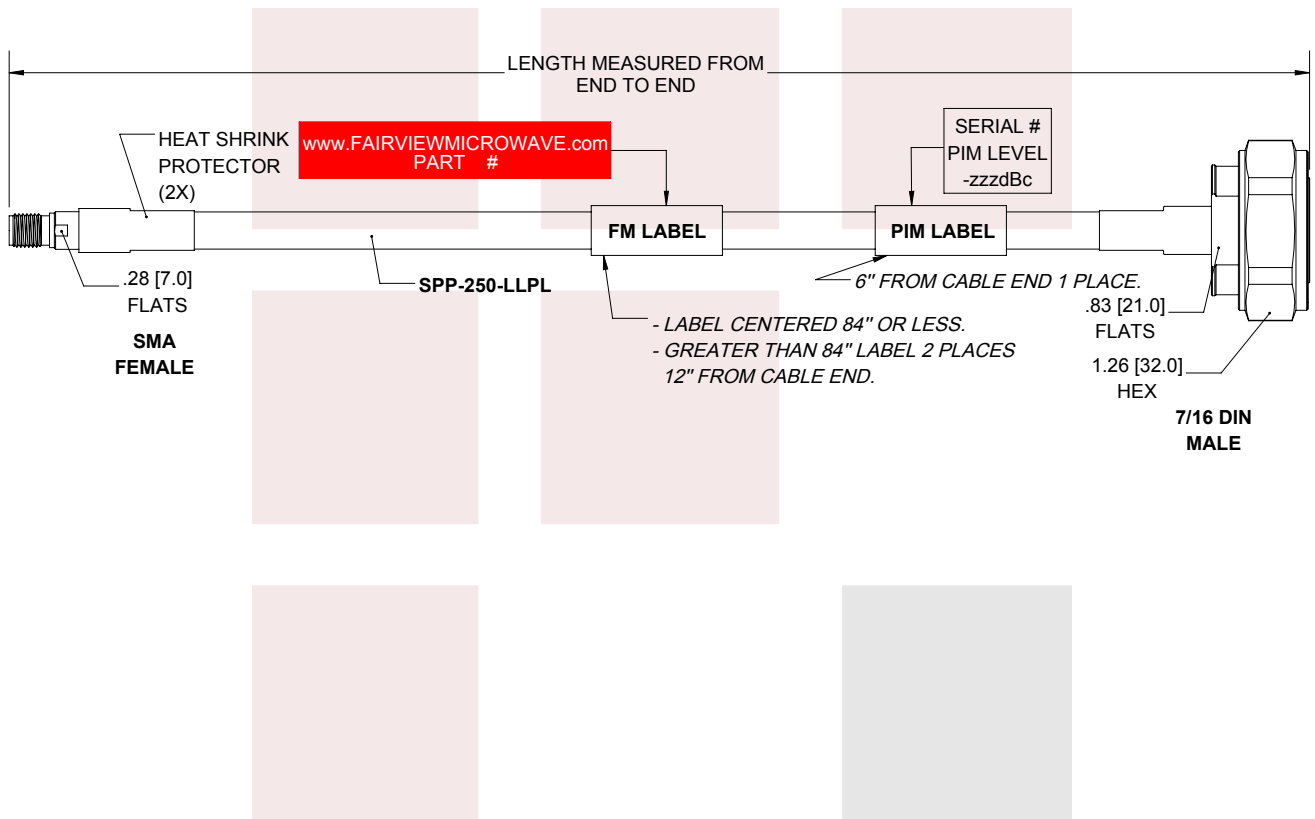 LENGTH MEASURED FROM
END TO END
HEAT SHRINK
PROTECTOR
(2X)
www.FAIRVIEWMICROWAVE.com
PART #
SERIAL #
PIM LEVEL
-zzzdBc
FM LABEL
PIM LABEL
.28 [7.0]
FLATS
SMA
FEMALE
SPP-250-LLPL
6" FROM CABLE END 1 PLACE.
- LABEL CENTERED 84" OR LESS.
- GREATER THAN 84" LABEL 2 PLACES
12" FROM CABLE END.
.83 [21.0]
FLATS
1.26 [32.0]
HEX
7/16 DIN
MALE